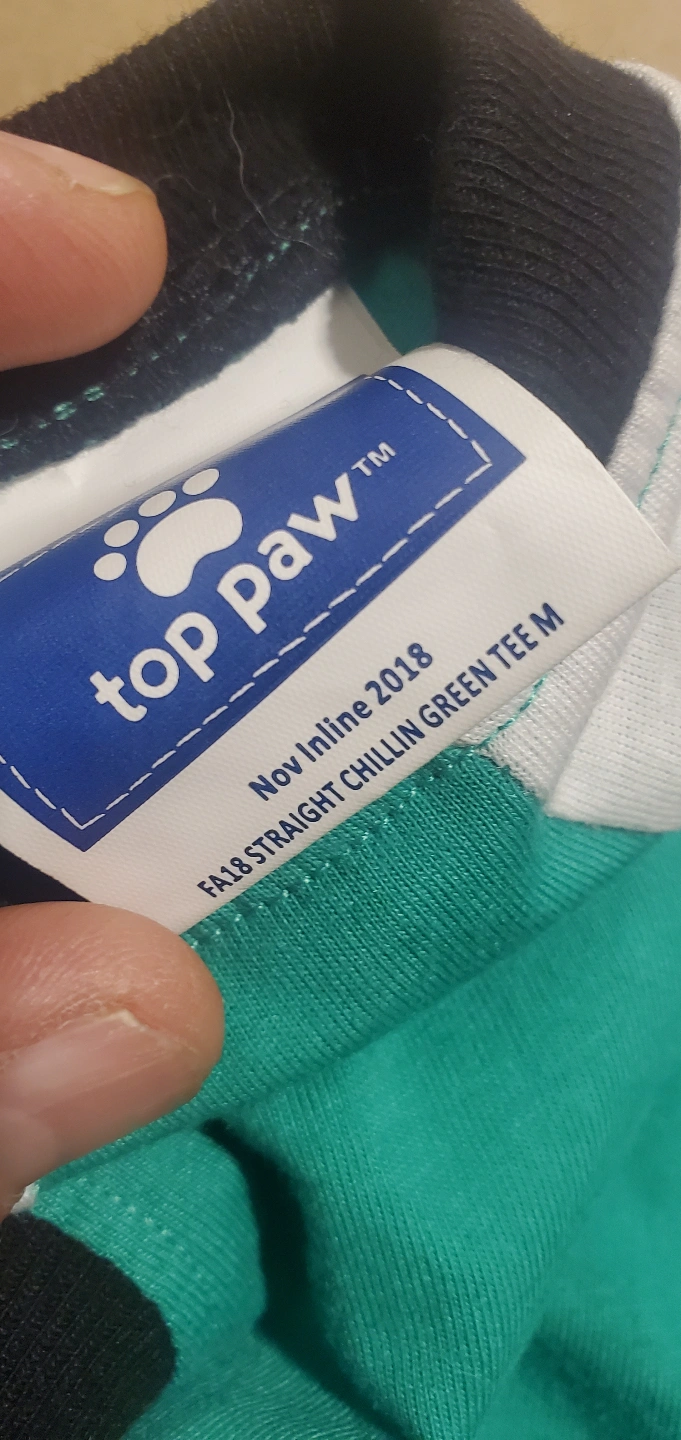 top paw™
Nov Inline 2018
FA18 STRAIGHT CHILLIN GREEN TEE M